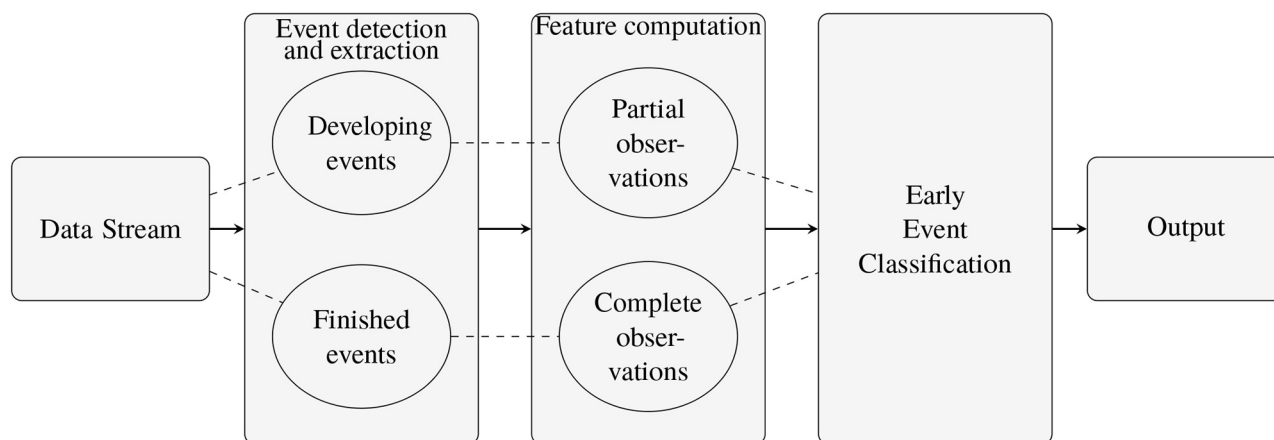 Data Stream
Event detection
and extraction
Developing
events
Finished
events
Feature computation
Partial
obser-
vations
Complete
obser-
vations
Early
Event
Classification
Output